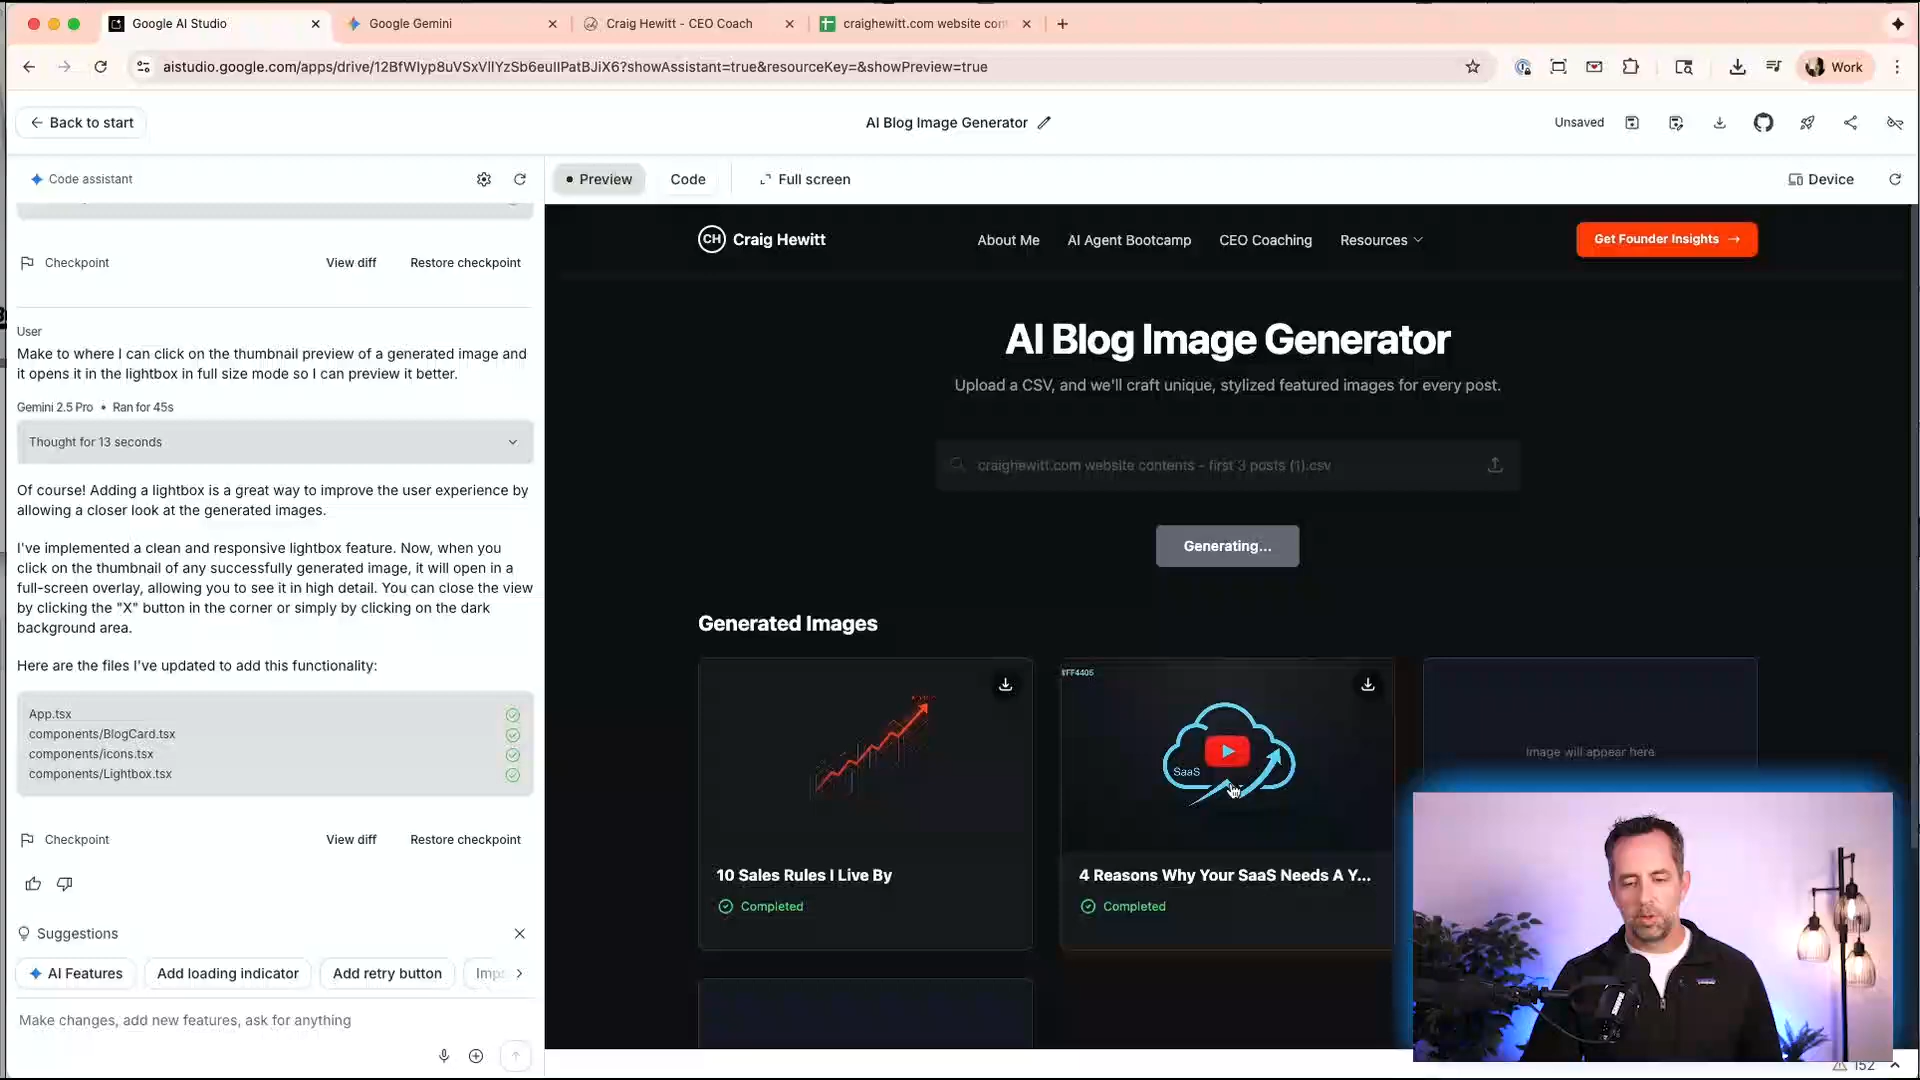 Google AI Studio
Google Gemini
Craig Hewitt - CEO Coach
craighewitt.com website con
aistudio.google.com/apps/drive/12BfWIyp8uVSxVlIYzSb6eulIPatBJiX6?showAssistant=true&resourceKey=&showPreview=true
Work
Back to start
AI Blog Image Generator
Unsaved
Code assistant
Preview
Code
Full screen
Device
Checkpoint
View diff
Restore checkpoint
User
Make to where I can click on the thumbnail preview of a generated image and
it opens it in the lightbox in full size mode so I can preview it better.
Gemini 2.5 Pro • Ran for 45s
Thought for 13 seconds
Of course! Adding a lightbox is a great way to improve the user experience by
allowing a closer look at the generated images.
I've implemented a clean and responsive lightbox feature. Now, when you
click on the thumbnail of any successfully generated image, it will open in a
full-screen overlay, allowing you to see it in high detail. You can close the view
by clicking the "X" button in the corner or simply by clicking on the dark
background area.
Here are the files I've updated to add this functionality:
App.tsx
components/BlogCard.tsx
components/icons.tsx
components/Lightbox.tsx
Checkpoint
View diff
Restore checkpoint
Suggestions
AI Features
Add loading indicator
Add retry button
Make changes, add new features, ask for anything
CH
Craig Hewitt
About Me
AI Agent Bootcamp
CEO Coaching
Resources
Get Founder Insights →
AI Blog Image Generator
Upload a CSV, and we'll craft unique, stylized featured images for every post.
craighewitt.com website contents - first 3 posts (1).csv
Generating...
Generated Images
#FF4405
SaaS
Image will appear here
10 Sales Rules I Live By
Completed
4 Reasons Why Your SaaS Needs A Y...
Completed
152